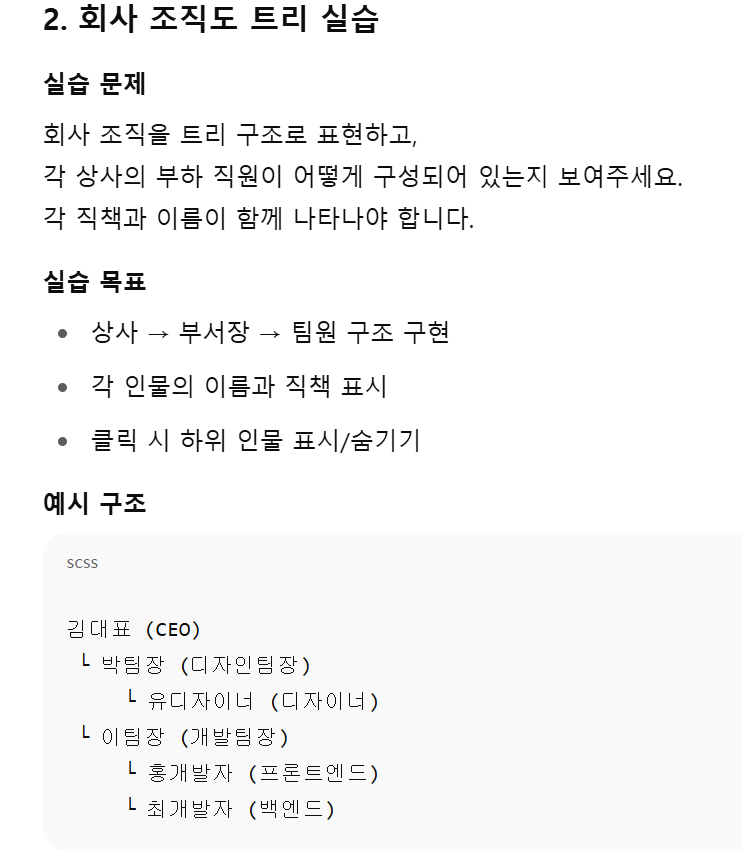 2. 회사 조직도 트리 실습
실습 문제
회사 조직을 트리 구조로 표현하고,
각 상사의 부하 직원이 어떻게 구성되어 있는지 보여주세요.
각 직책과 이름이 함께 나타나야 합니다.
실습 목표
• 상사 → 부서장 → 팀원 구조 구현
• 각 인물의 이름과 직책 표시
• 클릭 시 하위 인물 표시/숨기기
예시 구조
scss
김대표 (CEO)
└ 박팀장 (디자인팀장)
└ 유디자이너 (디자이너)
└ 이팀장 (개발팀장)
└ 홍개발자 (프론트엔드)
└ 최개발자 (백엔드)